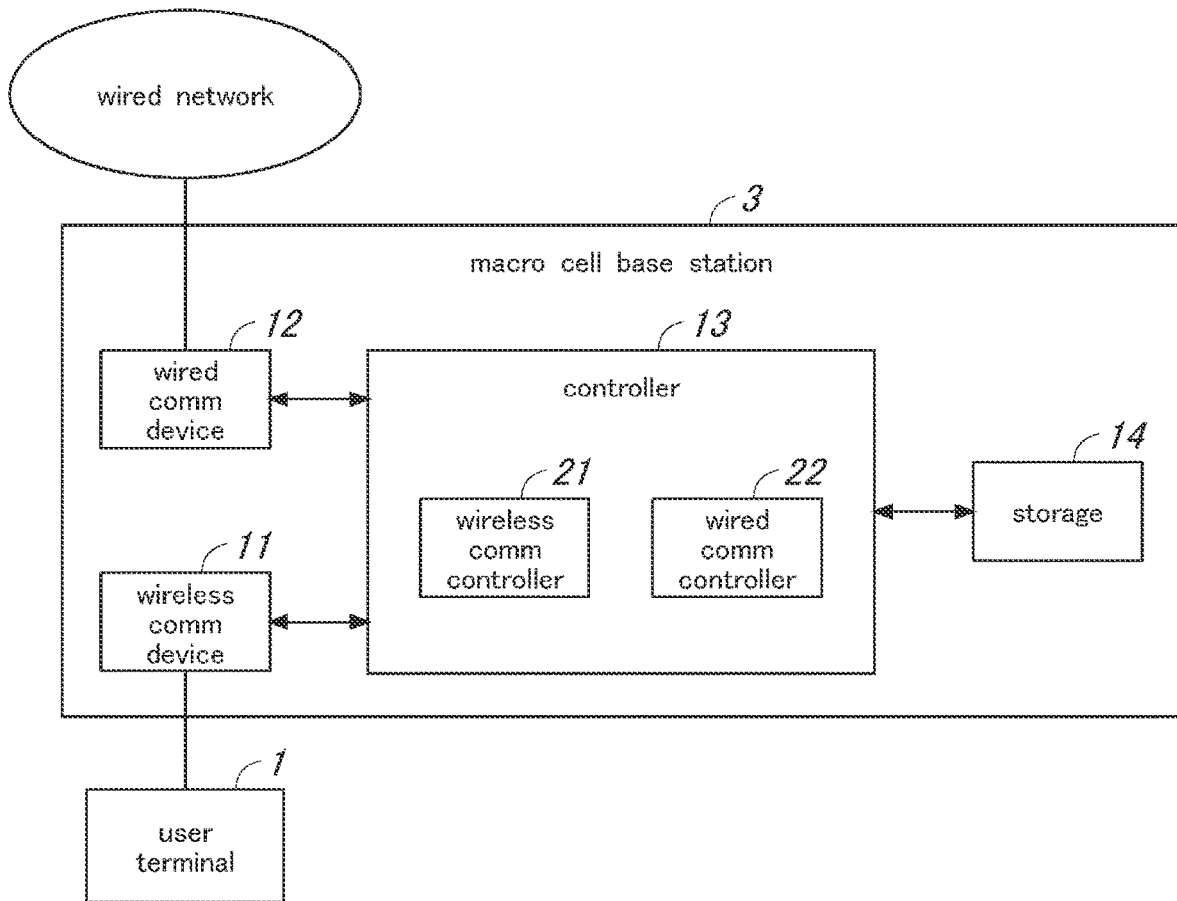 wired network
3
macro cell base station
12
wired
comm
device
13
controller
21
wireless
comm
controller
22
wired
comm
controller
14
storage
11
wireless
comm
device
1
user
terminal